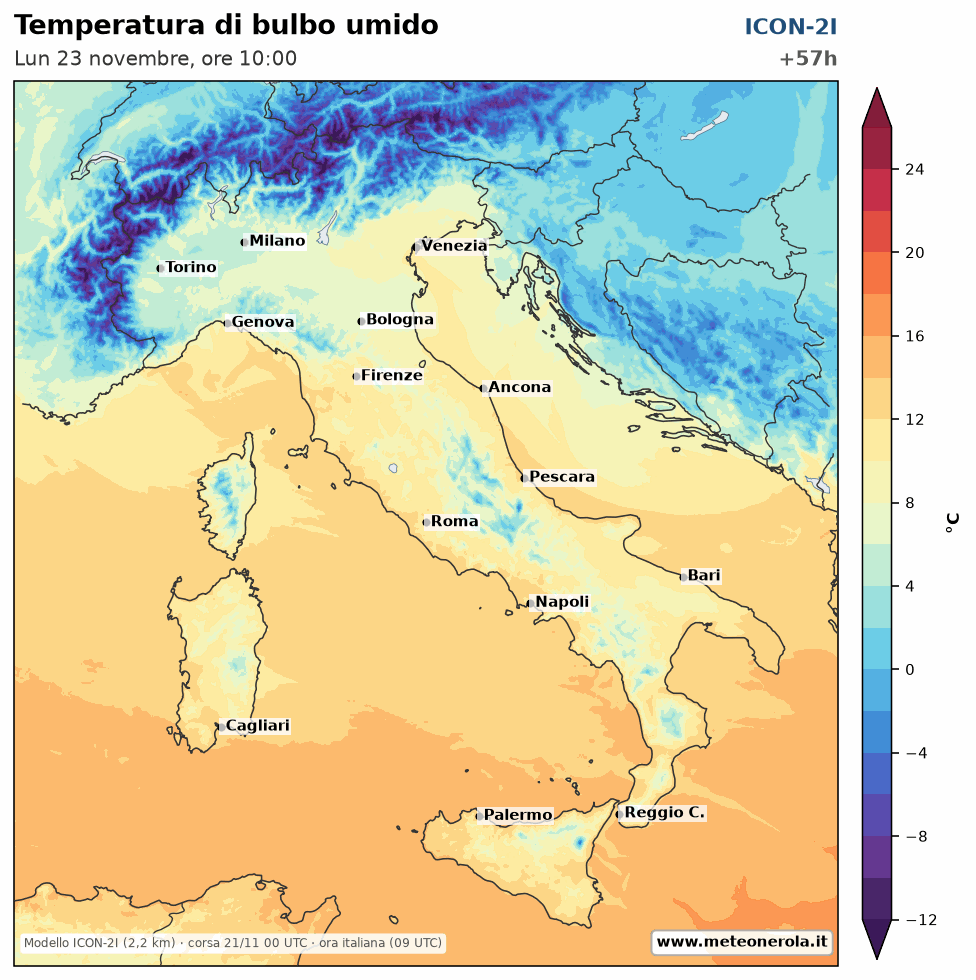 Temperatura di bulbo umido
ICON-2I
Lun 23 novembre, ore 10:00
+57h
Milano
Venezia
Torino
Genova
Bologna
Firenze
Ancona
Pescara
Roma
Bari
Napoli
Cagliari
Palermo
Reggio C.
24
20
16
12
8
4
0
−4
−8
−12
°C
Modello ICON-2I (2,2 km) · corsa 21/11 00 UTC · ora italiana (09 UTC)
www.meteonerola.it